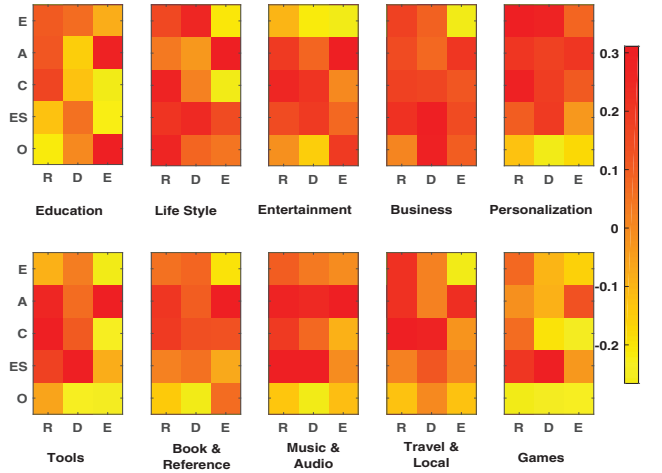 E
A
C
ES
O
R D E R D E R D E R D E R D E
Education Life Style Entertainment Business Personalization
0.3
0.2
0.1
0
-0.1
-0.2
E
A
C
ES
O
R D E R D E R D E R D E R D E
Tools Book & Reference Music & Audio Travel & Local Games